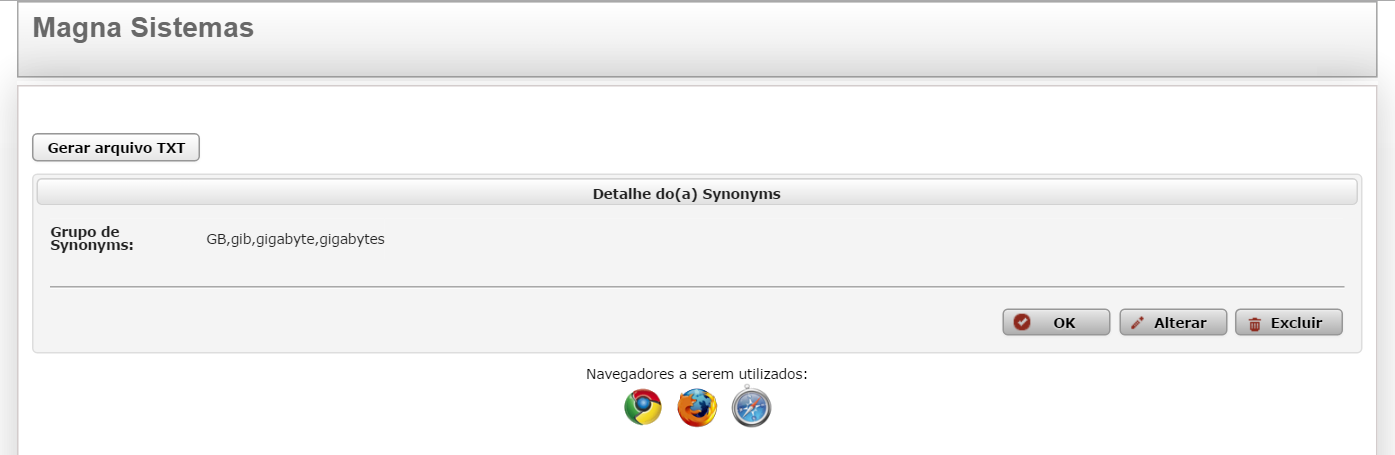 Magna Sistemas
Gerar arquivo TXT
Detalhe do(a) Synonyms
Grupo de
Synonyms:
GB,gib,gigabyte,gigabytes
OK
Alterar
Excluir
Navegadores a serem utilizados: